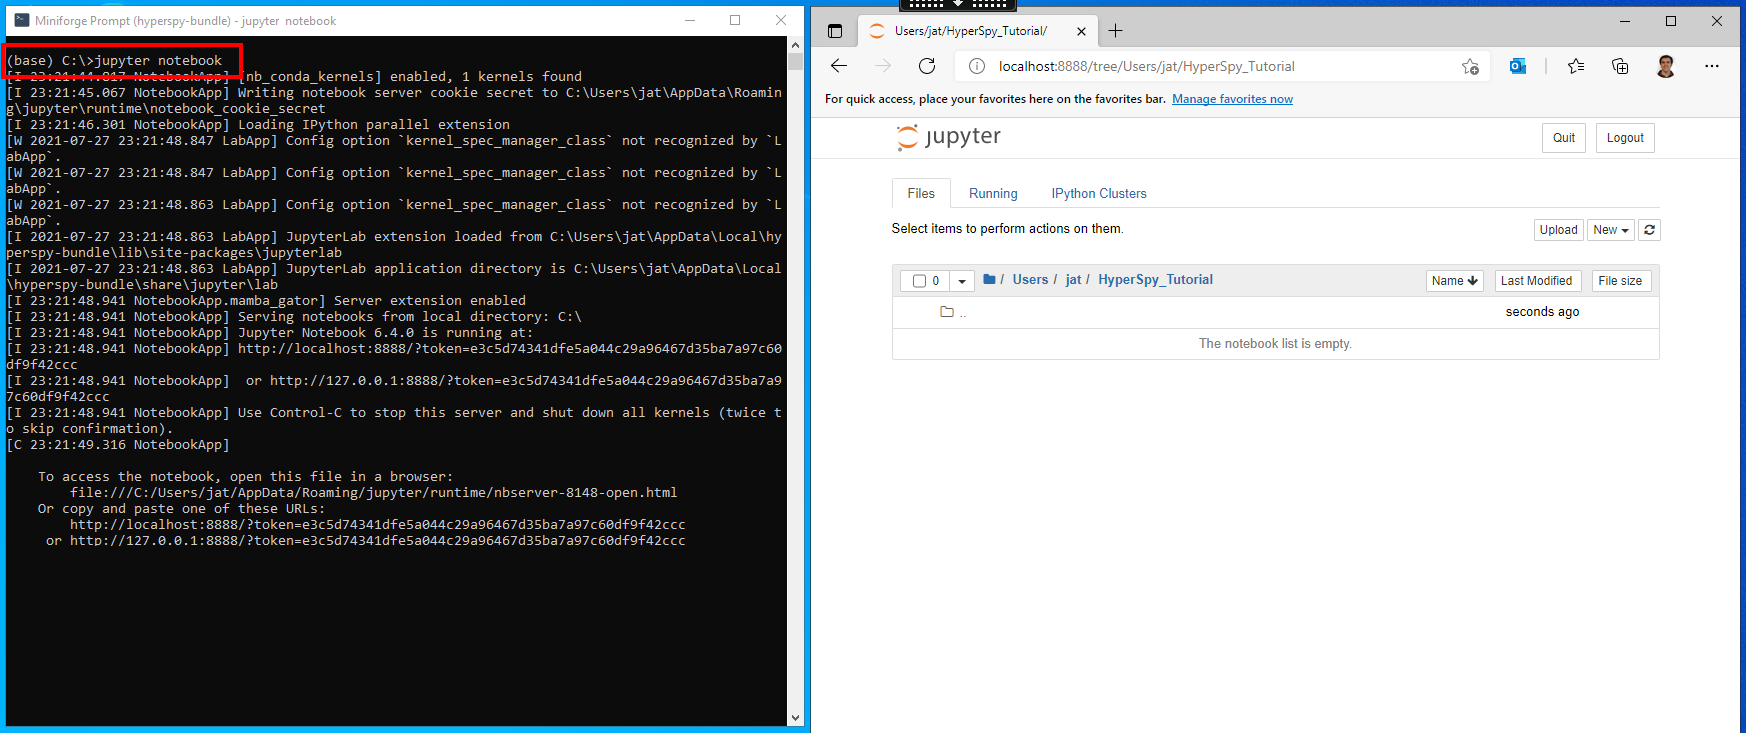 Miniforge Prompt (hyperspy-bundle) - jupyter  notebook
(base) C:\>jupyter notebook
[I 23:21:44.817 NotebookApp] [nb_conda_kernels] enabled, 1 kernels found
[I 23:21:45.067 NotebookApp] Writing notebook server cookie secret to C:\Users\jat\AppData\Roamin
g\jupyter\runtime\notebook_cookie_secret
[I 23:21:46.301 NotebookApp] Loading IPython parallel extension
[W 2021-07-27 23:21:48.847 LabApp] Config option `kernel_spec_manager_class` not recognized by `L
abApp`.
[W 2021-07-27 23:21:48.847 LabApp] Config option `kernel_spec_manager_class` not recognized by `L
abApp`.
[W 2021-07-27 23:21:48.863 LabApp] Config option `kernel_spec_manager_class` not recognized by `L
abApp`.
[I 2021-07-27 23:21:48.863 LabApp] JupyterLab extension loaded from C:\Users\jat\AppData\Local\hy
perspy-bundle\lib\site-packages\jupyterlab
[I 2021-07-27 23:21:48.863 LabApp] JupyterLab application directory is C:\Users\jat\AppData\Local
\hyperspy-bundle\share\jupyter\lab
[I 23:21:48.941 NotebookApp.mamba_gator] Server extension enabled
[I 23:21:48.941 NotebookApp] Serving notebooks from local directory: C:\
[I 23:21:48.941 NotebookApp] Jupyter Notebook 6.4.0 is running at:
[I 23:21:48.941 NotebookApp] http://localhost:8888/?token=e3c5d74341dfe5a044c29a96467d35ba7a97c60
df9f42ccc
[I 23:21:48.941 NotebookApp]  or http://127.0.0.1:8888/?token=e3c5d74341dfe5a044c29a96467d35ba7a9
7c60df9f42ccc
[I 23:21:48.941 NotebookApp] Use Control-C to stop this server and shut down all kernels (twice t
o skip confirmation).
[C 23:21:49.316 NotebookApp]
To access the notebook, open this file in a browser:
file:///C:/Users/jat/AppData/Roaming/jupyter/runtime/nbserver-8148-open.html
Or copy and paste one of these URLs:
http://localhost:8888/?token=e3c5d74341dfe5a044c29a96467d35ba7a97c60df9f42ccc
or http://127.0.0.1:8888/?token=e3c5d74341dfe5a044c29a96467d35ba7a97c60df9f42ccc
Users/jat/HyperSpy_Tutorial/
localhost:8888/tree/Users/jat/HyperSpy_Tutorial
For quick access, place your favorites here on the favorites bar. Manage favorites now
jupyter Quit Logout
Files Running IPython Clusters
Select items to perform actions on them. Upload New
0 / Users / jat / HyperSpy_Tutorial Name Last Modified File size
.. seconds ago
The notebook list is empty.